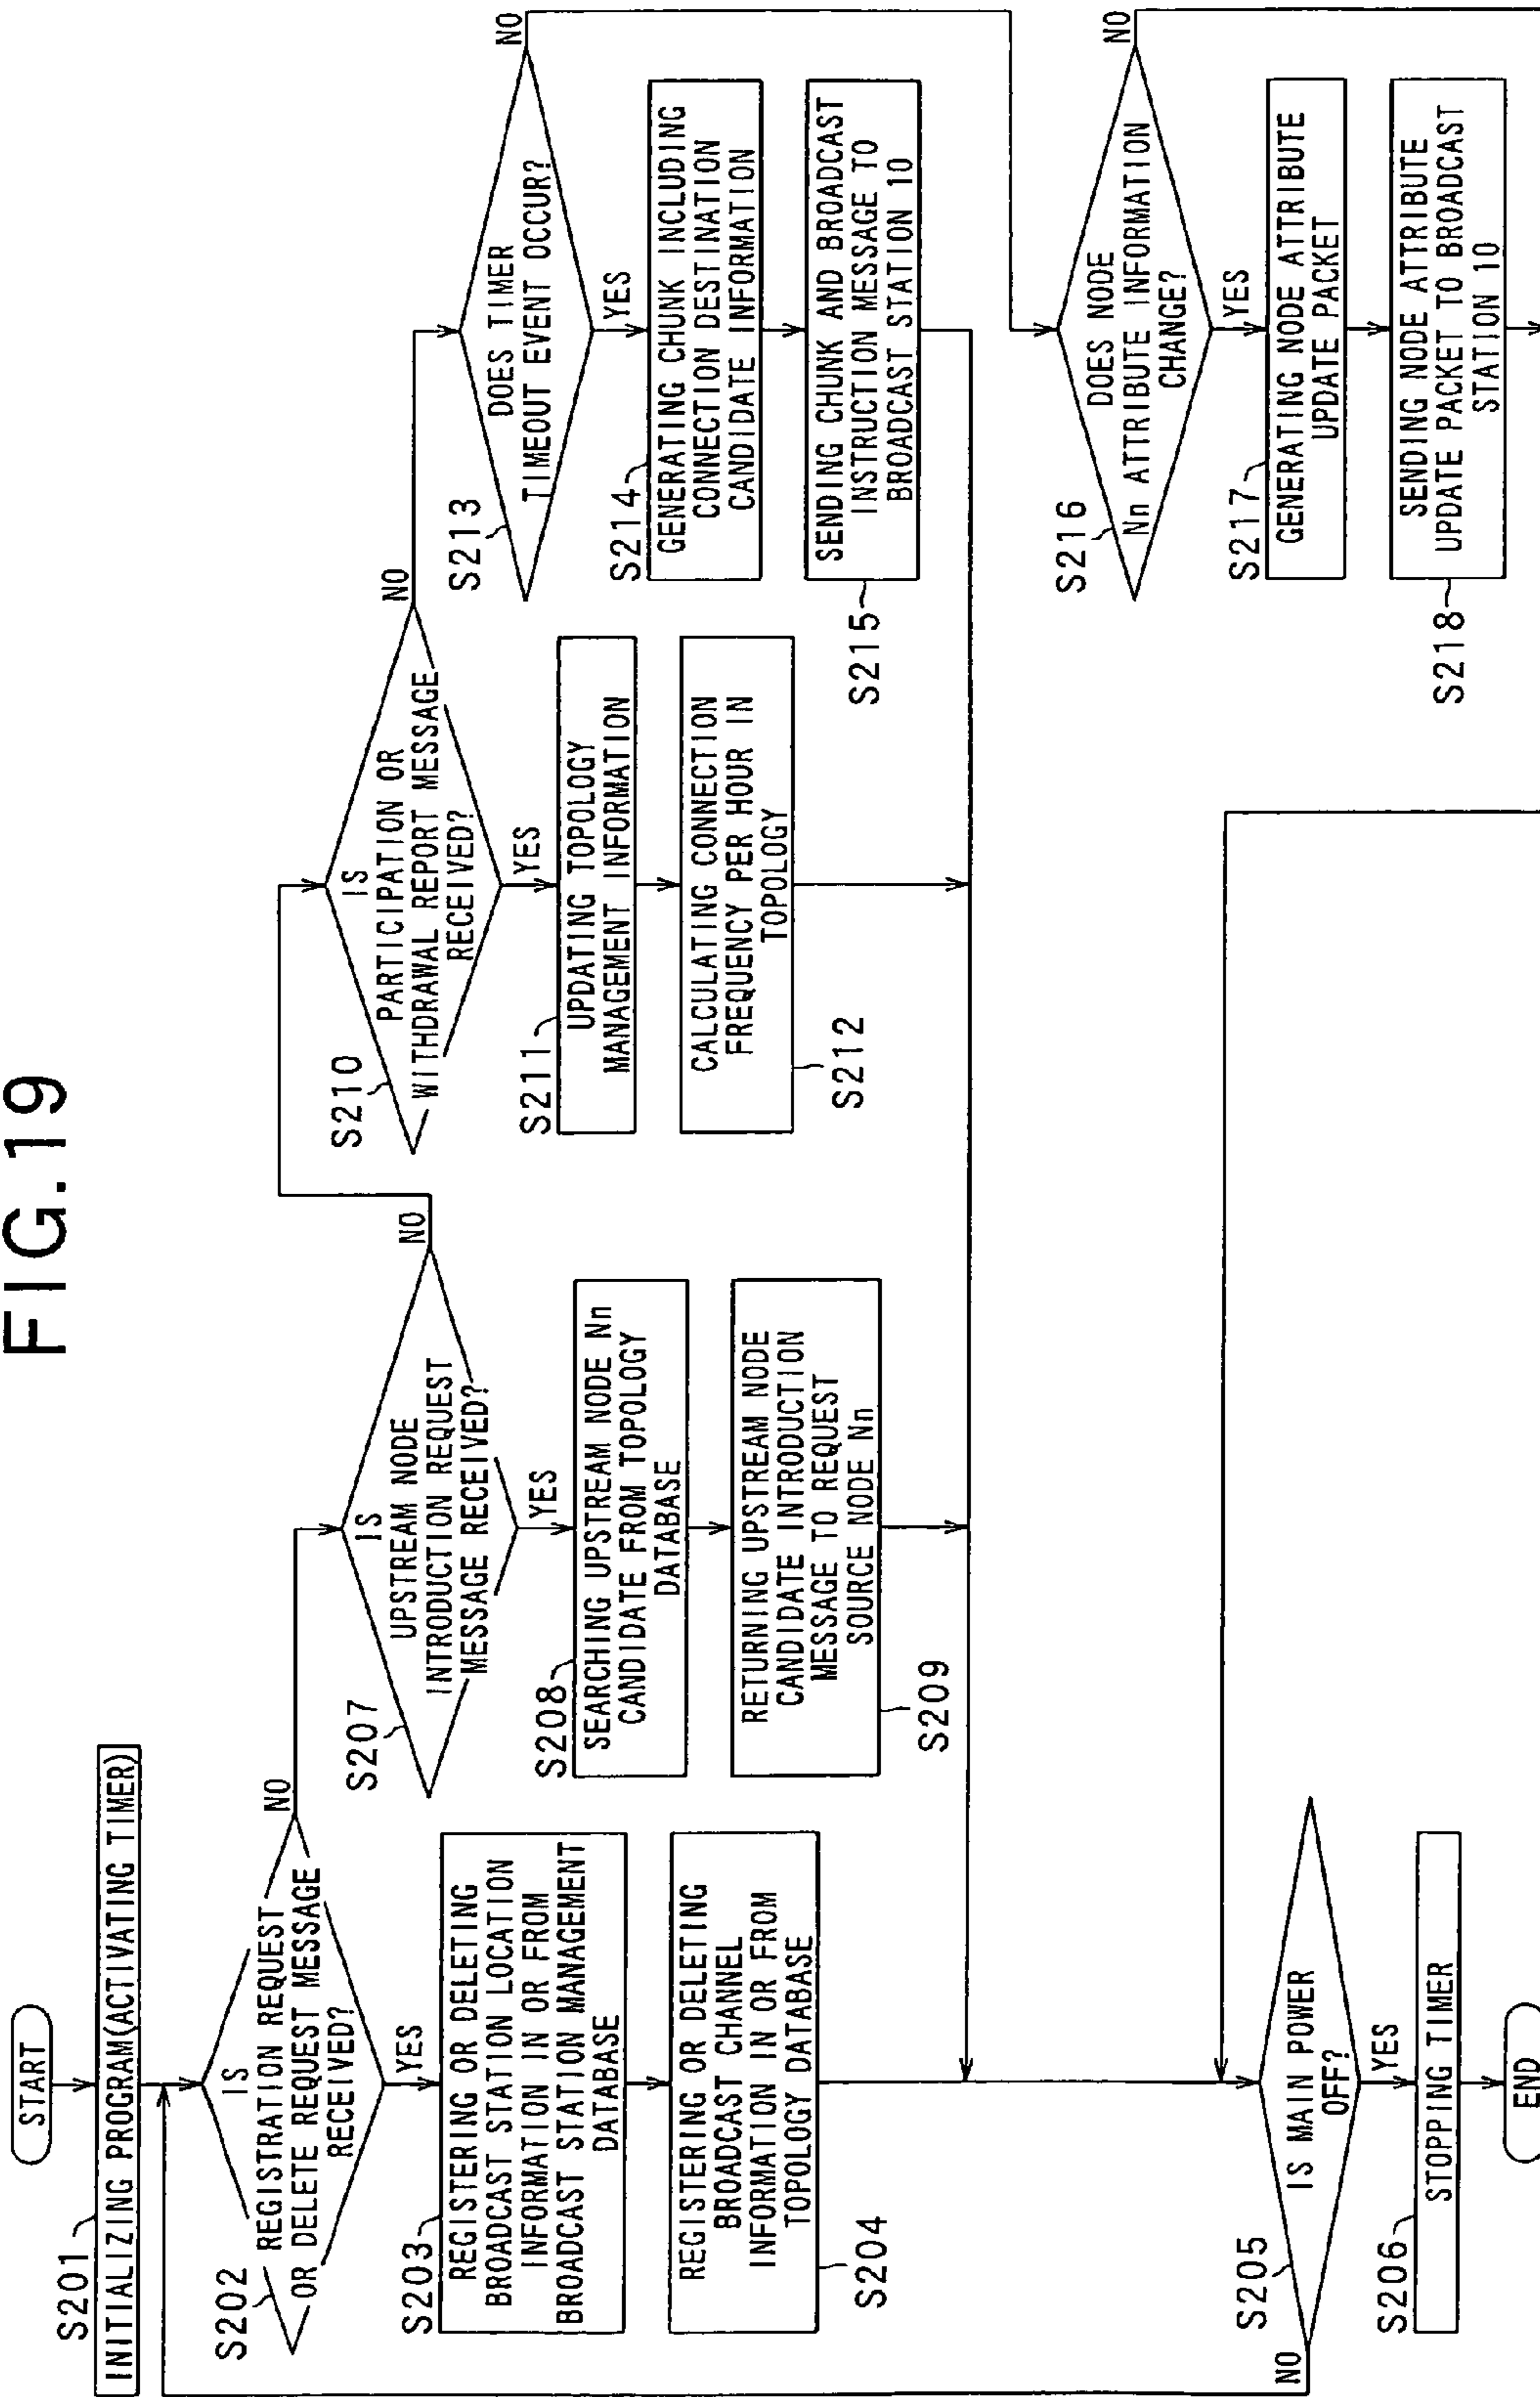 FIG.19
START
S201
INITIALIZING PROGRAM(ACTIVATING TIMER)
S202
IS
REGISTRATION REQUEST
OR DELETE REQUEST MESSAGE
RECEIVED?
NO
YES
S203
REGISTERING OR DELETING
BROADCAST STATION LOCATION
INFORMATION IN OR FROM
BROADCAST STATION MANAGEMENT
DATABASE
REGISTERING OR DELETING
BROADCAST CHANNEL
INFORMATION IN OR FROM
TOPOLOGY DATABASE
S204
S205
IS MAIN POWER
OFF?
NO
YES
S206
STOPPING TIMER
END
S207
IS
UPSTREAM NODE
INTRODUCTION REQUEST
MESSAGE RECEIVED?
NO
YES
S208
SEARCHING UPSTREAM NODE Nn
CANDIDATE FROM TOPOLOGY
DATABASE
RETURNING UPSTREAM NODE
CANDIDATE INTRODUCTION
MESSAGE TO REQUEST
SOURCE NODE Nn
S209
S210
IS
PARTICIPATION OR
WITHDRAWAL REPORT MESSAGE
RECEIVED?
NO
YES
S211
UPDATING TOPOLOGY
MANAGEMENT INFORMATION
CALCULATING CONNECTION
FREQUENCY PER HOUR IN
TOPOLOGY
S212
S213
DOES TIMER
TIMEOUT EVENT OCCUR?
NO
YES
S214
GENERATING CHUNK INCLUDING
CONNECTION DESTINATION
CANDIDATE INFORMATION
SENDING CHUNK AND BROADCAST
INSTRUCTION MESSAGE TO
BROADCAST STATION 10
S215
S216
DOES NODE
Nn ATTRIBUTE INFORMATION
CHANGE?
NO
YES
S217
GENERATING NODE ATTRIBUTE
UPDATE PACKET
SENDING NODE ATTRIBUTE
UPDATE PACKET TO BROADCAST
STATION 10
S218